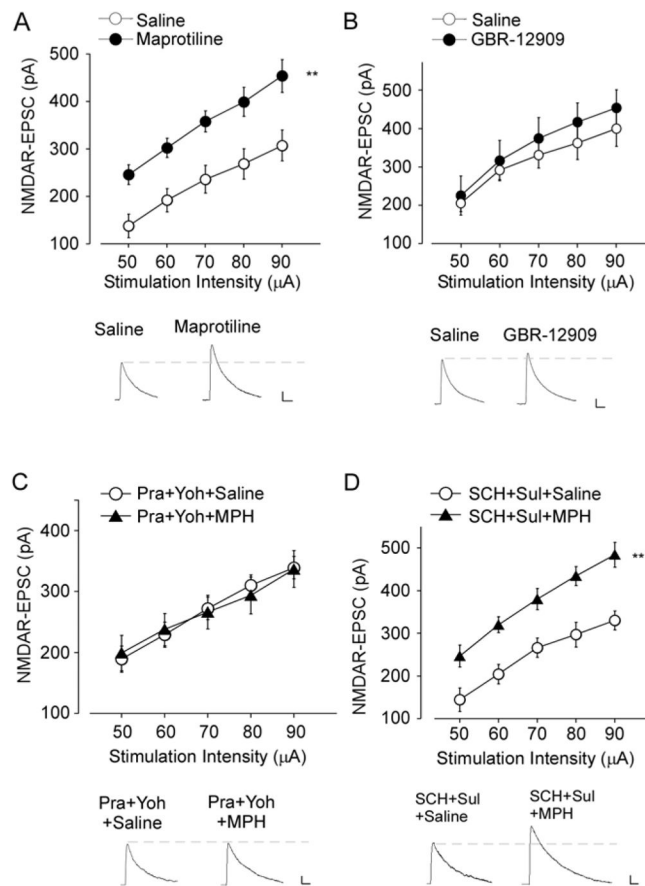 A
Saline
Maprotiline
NMDAR-EPSC (pA)
500
400
300
200
100
**
50 60 70 80 90
Stimulation Intensity (μA)
Saline
Maprotiline
B
Saline
GBR-12909
NMDAR-EPSC (pA)
500
400
300
200
100
50 60 70 80 90
Stimulation Intensity (μA)
Saline
GBR-12909
C
Pra+Yoh+Saline
Pra+Yoh+MPH
NMDAR-EPSC (pA)
400
300
200
100
50 60 70 80 90
Stimulation Intensity (μA)
Pra+Yoh
+Saline
Pra+Yoh
+MPH
D
SCH+Sul+Saline
SCH+Sul+MPH
NMDAR-EPSC (pA)
500
400
300
200
100
**
50 60 70 80 90
Stimulation Intensity (μA)
SCH+Sul
+Saline
SCH+Sul
+MPH